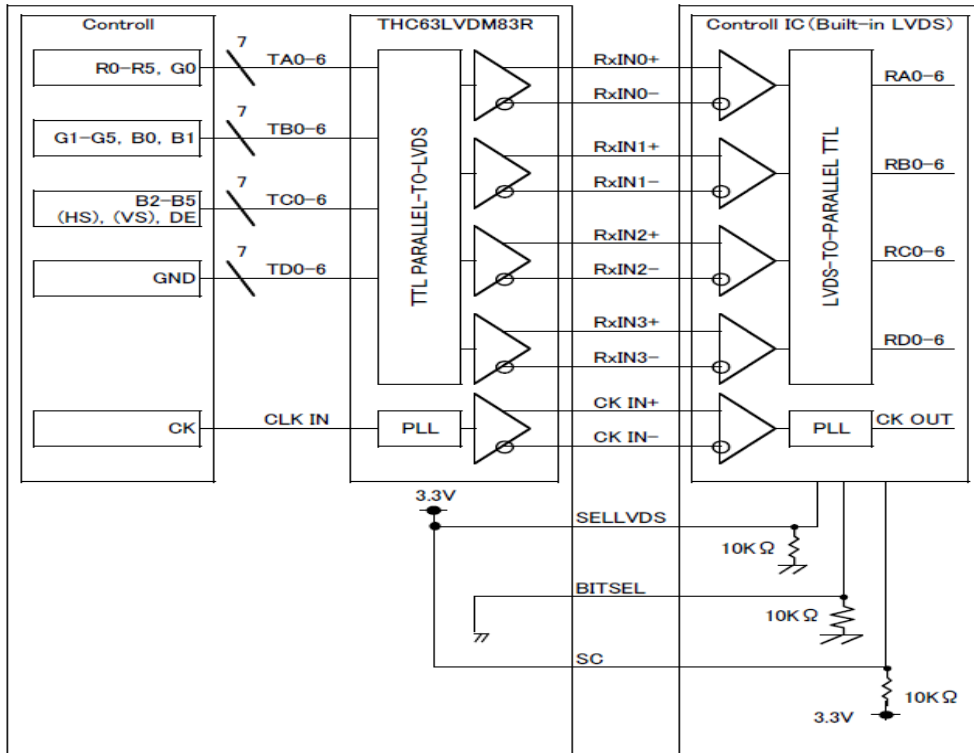 Controll
THC63LVDM83R
Controll IC(Built-in LVDS)
R0-R5, G0
7
TA0-6
RxIN0+
RxIN0-
RA0-6
G1-G5, B0, B1
7
TB0-6
RxIN1+
RxIN1-
RB0-6
B2-B5
(HS), (VS), DE
7
TC0-6
RxIN2+
RxIN2-
RC0-6
GND
7
TD0-6
RxIN3+
RxIN3-
RD0-6
TTL PARALLEL-TO-LVDS
LVDS-TO-PARALLEL TTL
CK
CLK IN
PLL
CK IN+
CK IN-
PLL
CK OUT
3.3V
SELLVDS
10KΩ
BITSEL
10KΩ
SC
10KΩ
3.3V